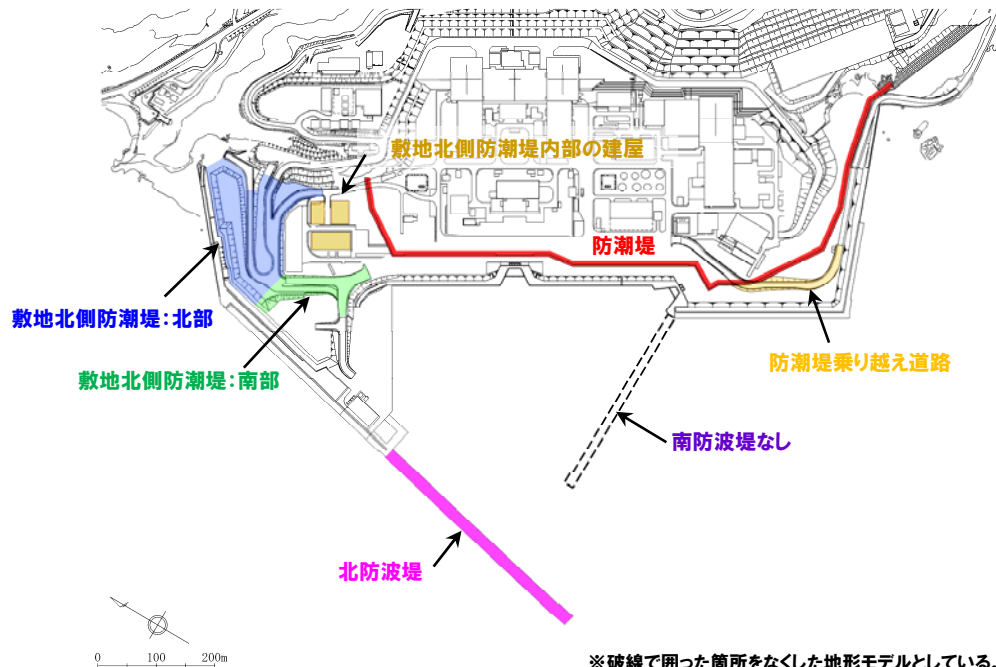 敷地北側防潮堤内部の建屋
防潮堤
敷地北側防潮堤:北部
防潮堤乗り越え道路
敷地北側防潮堤:南部
南防波堤なし
北防波堤
0 100 200m
※破線で囲った箇所をなくした地形モデルとしている。